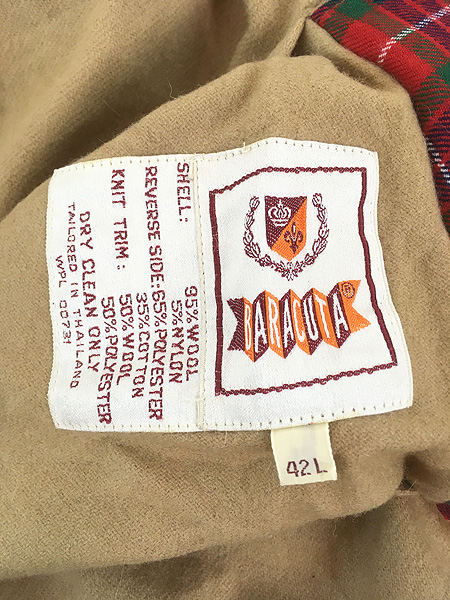 BARACUTA ®
SHELL: 95% WOOL
5% NYLON
REVERSE SIDE: 65% POLYESTER
35% COTTON
KNIT TRIM: 50% WOOL
50% POLYESTER
DRY CLEAN ONLY
TAILORED IN THAILAND
WPL 00731
42L